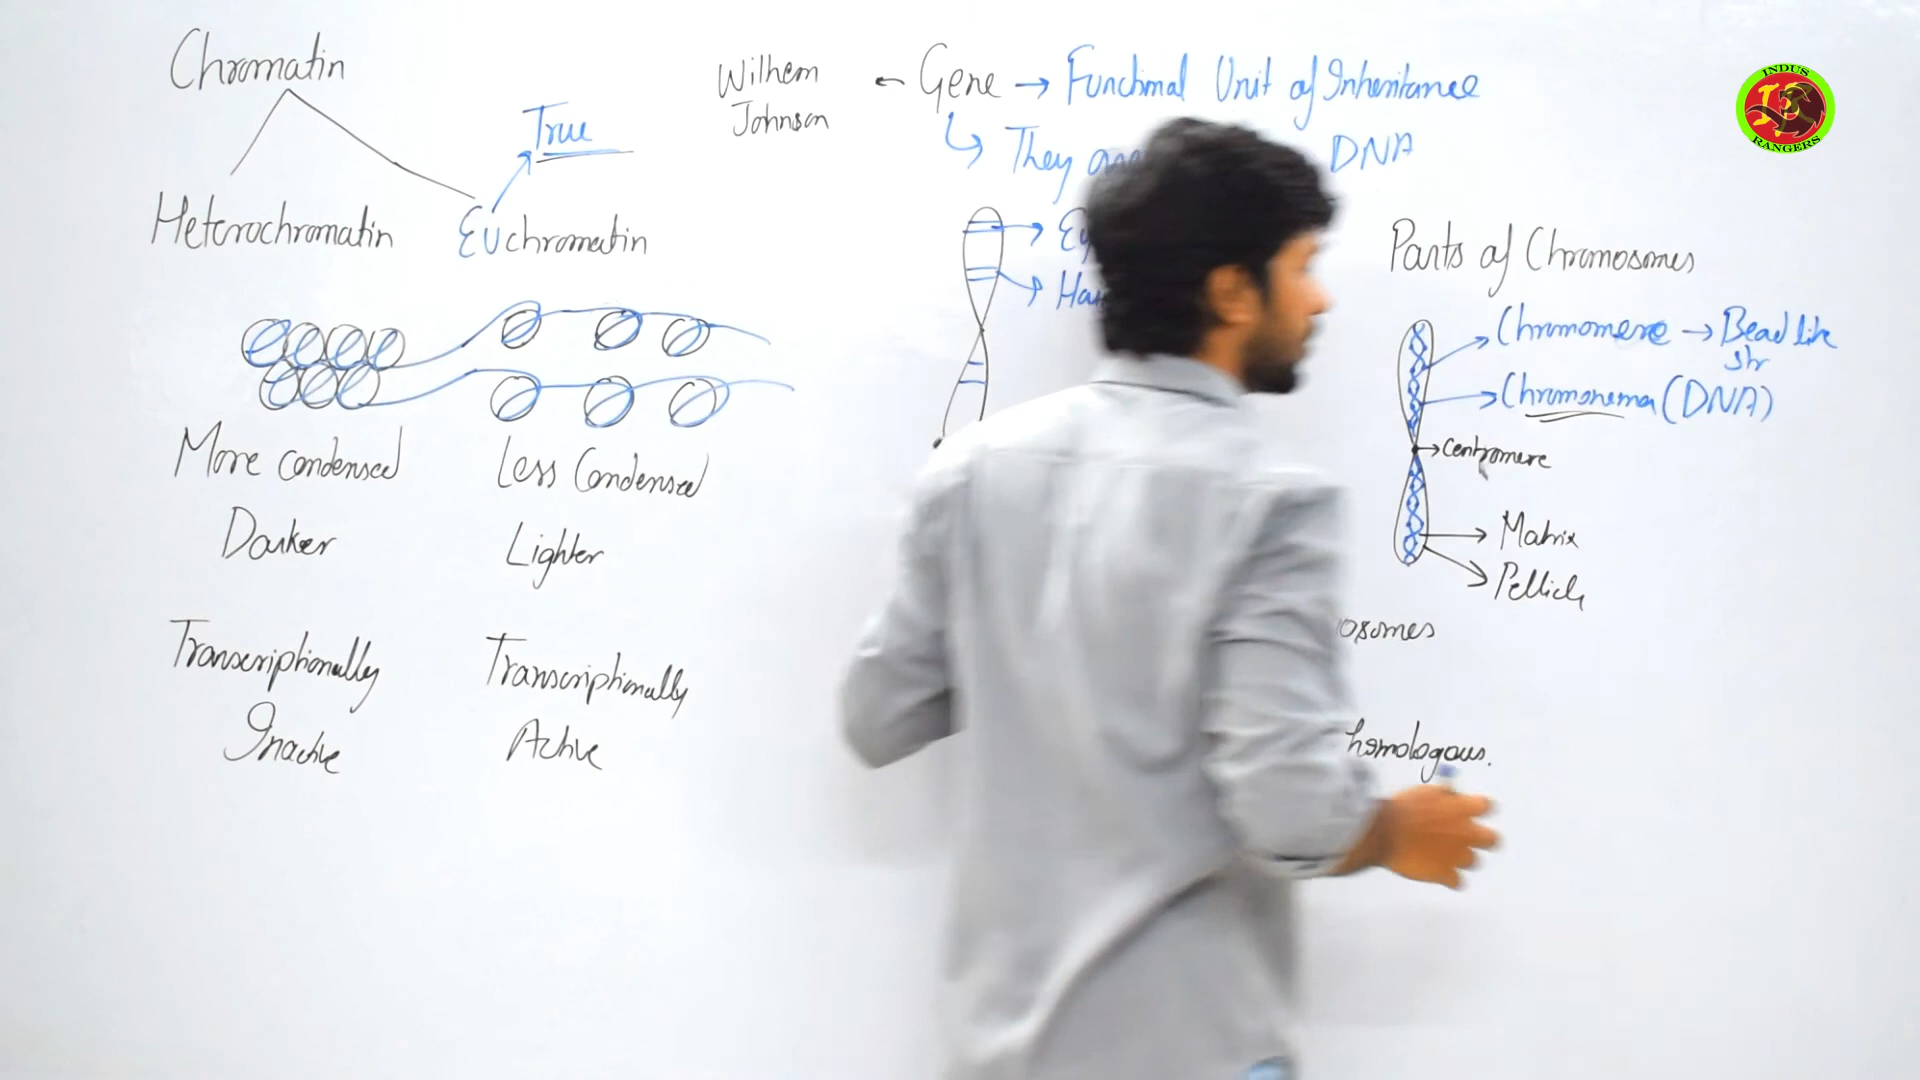 Chromatin
Heterochromatin
Euchromatin
True
More condensed
Darker
Transcriptionally
Inactive
Less Condensed
Lighter
Transcriptionally
Active
Wilhem
Johnson
Gene → Functional Unit of Inheritance
They DNA
Parts of Chromosomes
Chromomere → Bead like
str
Chromonema (DNA)
Centromere
Matrix
Pellicle
osomes
homologous.
INDUS
RANGERS